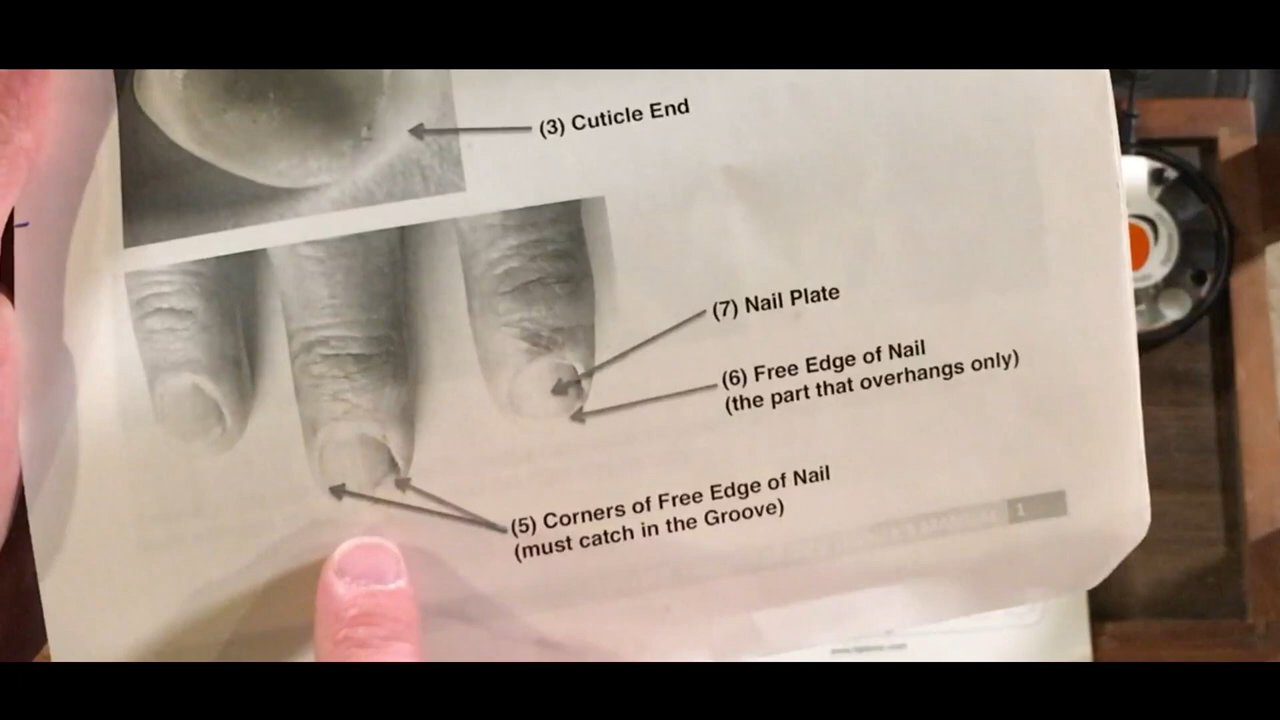 (3) Cuticle End
(7) Nail Plate
(6) Free Edge of Nail
(the part that overhangs only)
(5) Corners of Free Edge of Nail
(must catch in the Groove)
1